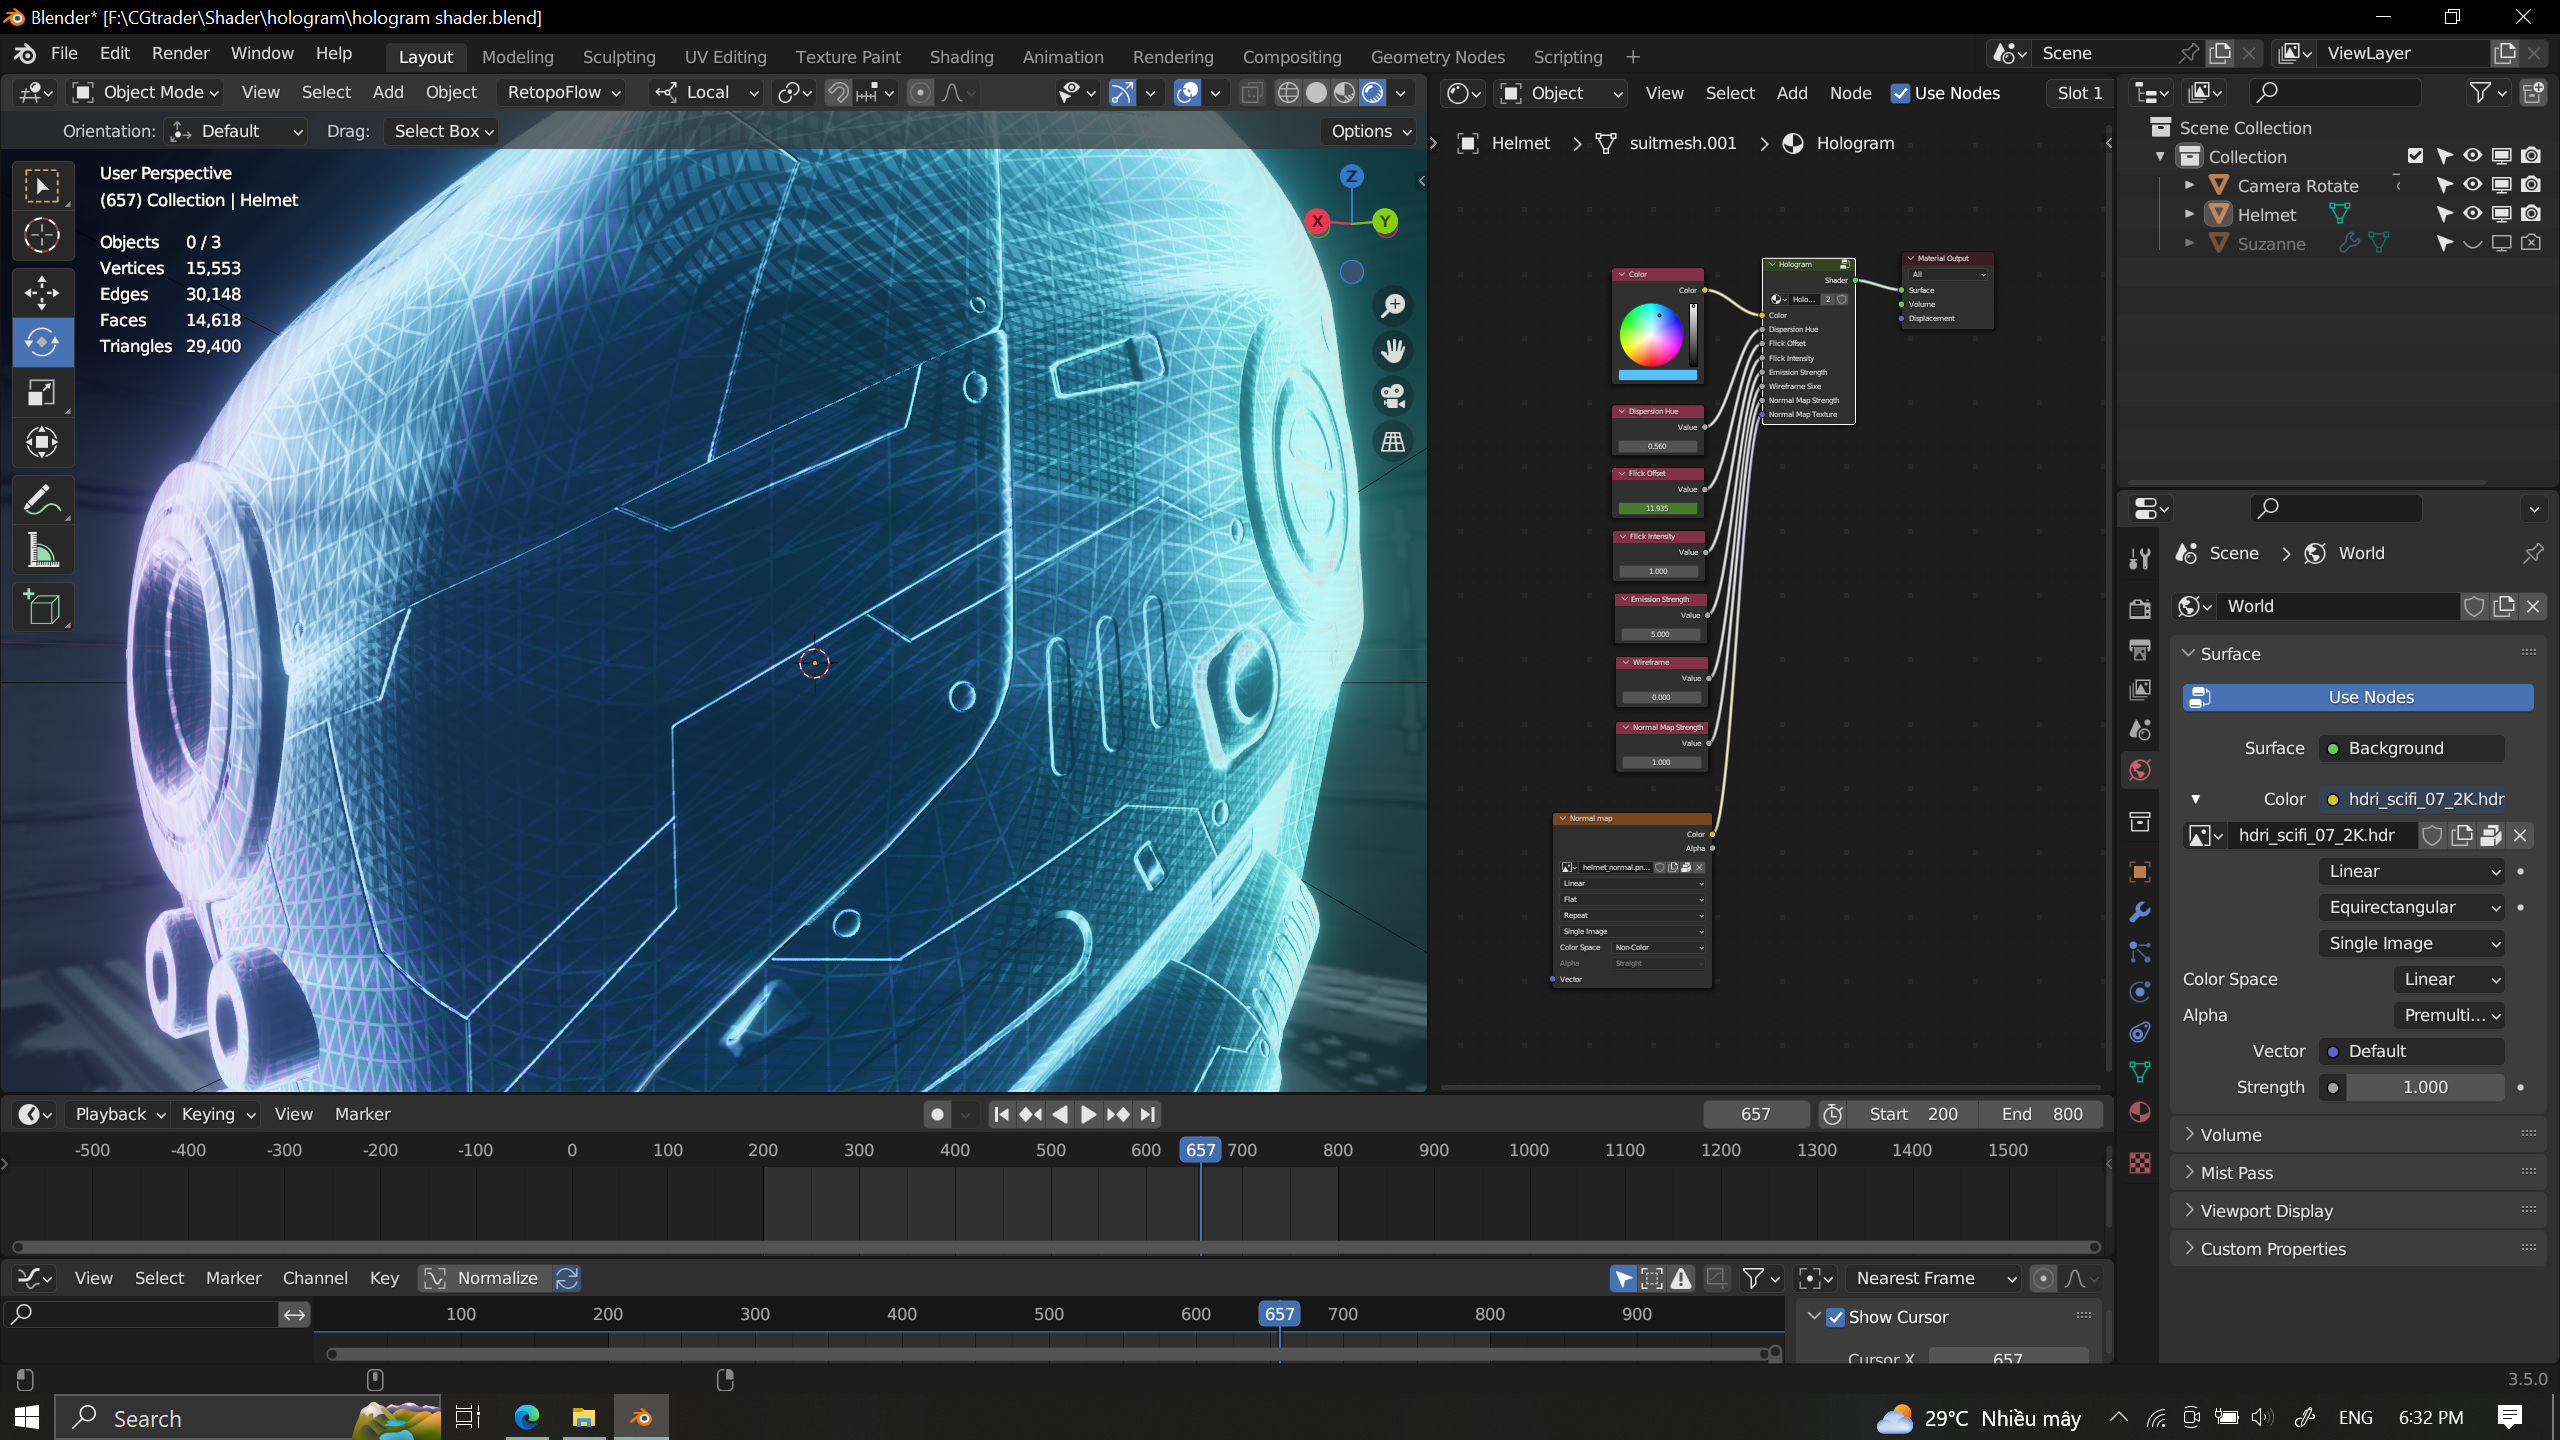 Blender* [F:\CGtrader\Shader\hologram\hologram shader.blend]
File Edit Render Window Help Layout Modeling Sculpting UV Editing Texture Paint Shading Animation Rendering Compositing Geometry Nodes Scripting + Scene ViewLayer
Object Mode View Select Add Object RetopoFlow Local
Orientation: Default Drag: Select Box Options
User Perspective
(657) Collection | Helmet
Objects 0 / 3
Vertices 15,553
Edges 30,148
Faces 14,618
Triangles 29,400
Z
X
Y
Object View Select Add Node Use Nodes Slot 1
Helmet > suitmesh.001 > Hologram
Color
Color
Dispersion Hue
Value
0.560
Flick Offset
Value
11.935
Flick Intensity
Value
1.000
Emission Strength
Value
5.000
Wireframe
Value
0.000
Normal Map Strength
Value
1.000
Normal map
Color
Alpha
helmet_normal.pn...
Linear
Flat
Repeat
Single Image
Color Space Non-Color
Alpha Straight
Vector
Hologram
Shader
Holo... 2
Color
Dispersion Hue
Flick Offset
Flick Intensity
Emission Strength
Wireframe Sixe
Normal Map Strength
Normal Map Texture
Material Output
All
Surface
Volume
Displacement
Scene Collection
Collection
Camera Rotate
Helmet
Suzanne
Scene > World
World
Surface
Use Nodes
Surface Background
Color hdri_scifi_07_2K.hdr
hdri_scifi_07_2K.hdr
Linear
Equirectangular
Single Image
Color Space Linear
Alpha Premulti...
Vector Default
Strength 1.000
Volume
Mist Pass
Viewport Display
Custom Properties
Playback Keying View Marker 657 Start 200 End 800
-500 -400 -300 -200 -100 0 100 200 300 400 500 600 657 700 800 900 1000 1100 1200 1300 1400 1500
View Select Marker Channel Key Normalize Nearest Frame
100 200 300 400 500 600 657 700 800 900
Show Cursor
Cursor X 657
3.5.0
Search 29°C Nhiều mây ENG 6:32 PM